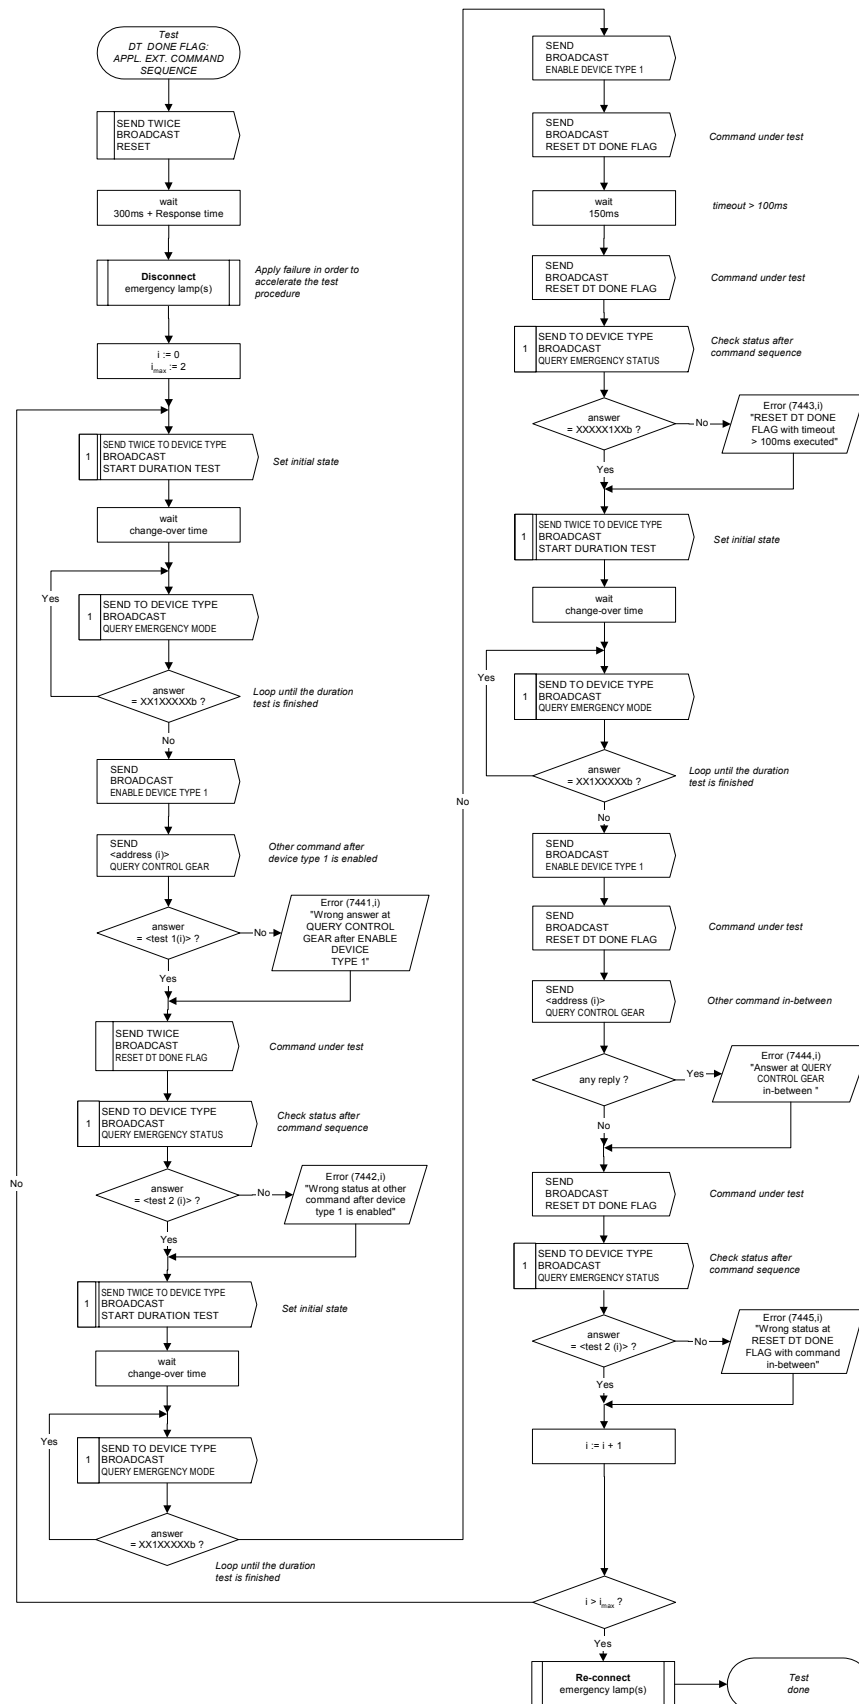 Test
DT DONE FLAG:
APPL. EXT. COMMAND
SEQUENCE
SEND TWICE
BROADCAST
RESET
wait
300ms + Response time
Disconnect
emergency lamp(s)
Apply failure in order to
accelerate the test
procedure
i := 0
imax := 2
1
SEND TWICE TO DEVICE TYPE
BROADCAST
START DURATION TEST
Set initial state
wait
change-over time
Yes
1
SEND TO DEVICE TYPE
BROADCAST
QUERY EMERGENCY MODE
answer
= XX1XXXXXb ?
Loop until the duration
test is finished
No
SEND
BROADCAST
ENABLE DEVICE TYPE 1
SEND
<address (i)>
QUERY CONTROL GEAR
Other command after
device type 1 is enabled
answer
= <test 1(i)> ?
No
Error (7441,i)
"Wrong answer at
QUERY CONTROL
GEAR after ENABLE
DEVICE
TYPE 1"
Yes
SEND TWICE
BROADCAST
RESET DT DONE FLAG
Command under test
1
SEND TO DEVICE TYPE
BROADCAST
QUERY EMERGENCY STATUS
Check status after
command sequence
answer
= <test 2 (i)> ?
No
Error (7442,i)
"Wrong status at other
command after device
type 1 is enabled"
Yes
1
SEND TWICE TO DEVICE TYPE
BROADCAST
START DURATION TEST
Set initial state
wait
change-over time
Yes
1
SEND TO DEVICE TYPE
BROADCAST
QUERY EMERGENCY MODE
answer
= XX1XXXXXb ?
Loop until the duration
test is finished
No
No
SEND
BROADCAST
ENABLE DEVICE TYPE 1
SEND
BROADCAST
RESET DT DONE FLAG
Command under test
wait
150ms
timeout > 100ms
SEND
BROADCAST
RESET DT DONE FLAG
Command under test
1
SEND TO DEVICE TYPE
BROADCAST
QUERY EMERGENCY STATUS
Check status after
command sequence
answer
= XXXXX1XXb ?
No
Error (7443,i)
"RESET DT DONE
FLAG with timeout
> 100ms executed"
Yes
1
SEND TWICE TO DEVICE TYPE
BROADCAST
START DURATION TEST
Set initial state
wait
change-over time
Yes
1
SEND TO DEVICE TYPE
BROADCAST
QUERY EMERGENCY MODE
answer
= XX1XXXXXb ?
Loop until the duration
test is finished
No
SEND
BROADCAST
ENABLE DEVICE TYPE 1
SEND
BROADCAST
RESET DT DONE FLAG
Command under test
SEND
<address (i)>
QUERY CONTROL GEAR
Other command in-between
any reply ?
Yes
Error (7444,i)
"Answer at QUERY
CONTROL GEAR
in-between "
No
SEND
BROADCAST
RESET DT DONE FLAG
Command under test
1
SEND TO DEVICE TYPE
BROADCAST
QUERY EMERGENCY STATUS
Check status after
command sequence
answer
= <test 2 (i)> ?
No
Error (7445,i)
"Wrong status at
RESET DT DONE
FLAG with command
in-between"
Yes
i := i + 1
i > imax ?
Yes
Re-connect
emergency lamp(s)
Test
done